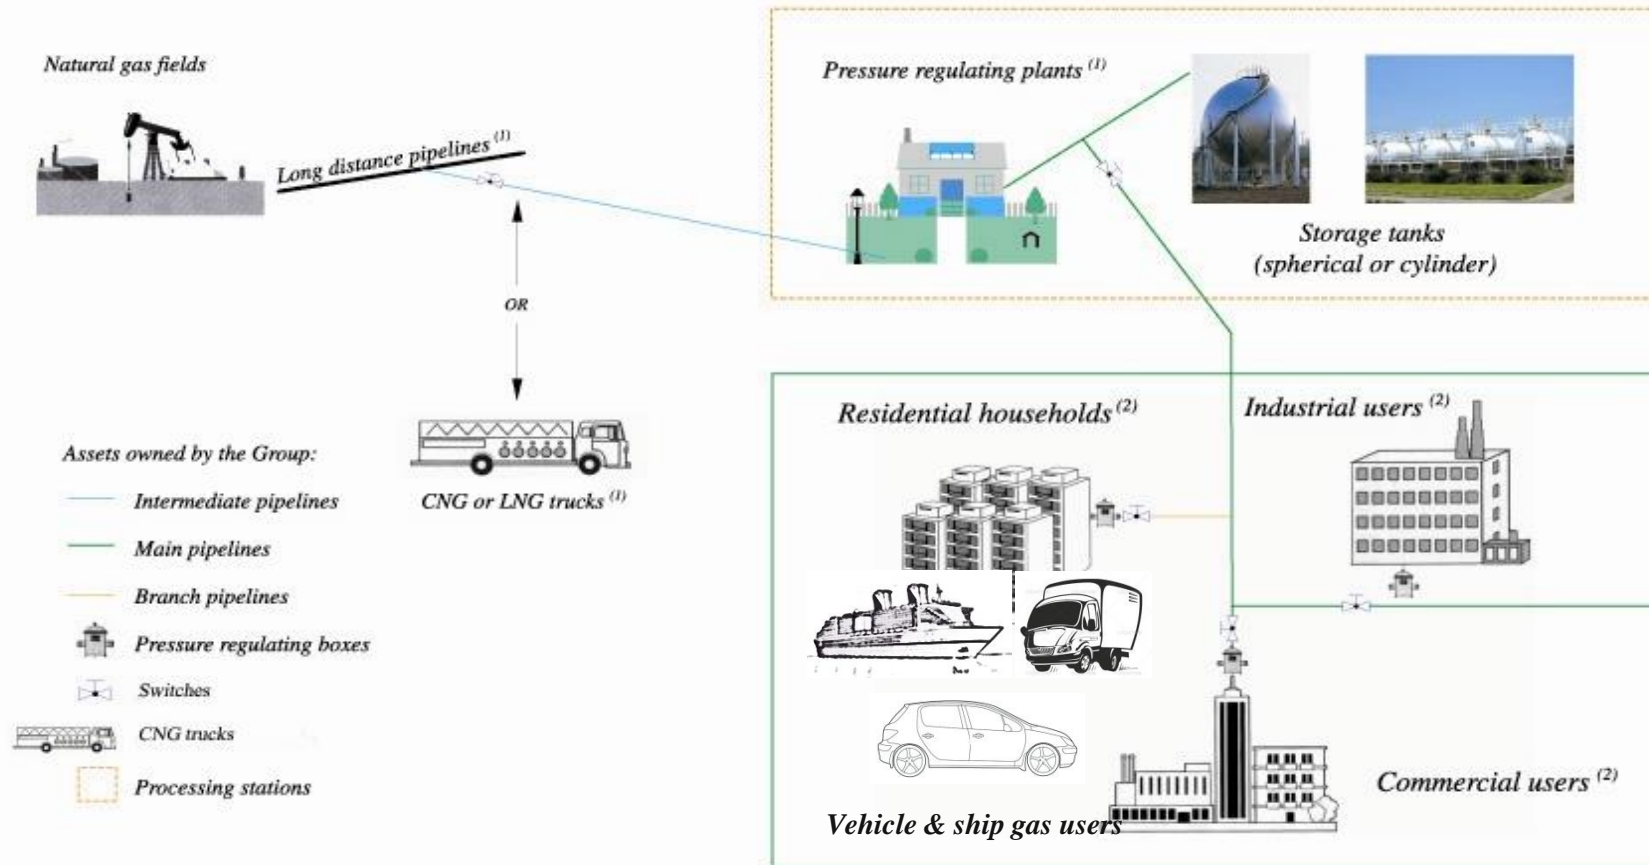 Natural gas fields
Long distance pipelines (1)
OR
CNG or LNG trucks (1)
Pressure regulating plants (1)
Storage tanks
(spherical or cylinder)
Assets owned by the Group:
Intermediate pipelines
Main pipelines
Branch pipelines
Pressure regulating boxes
Switches
CNG trucks
Processing stations
Residential households (2)
Industrial users (2)
Vehicle & ship gas users
Commercial users (2)